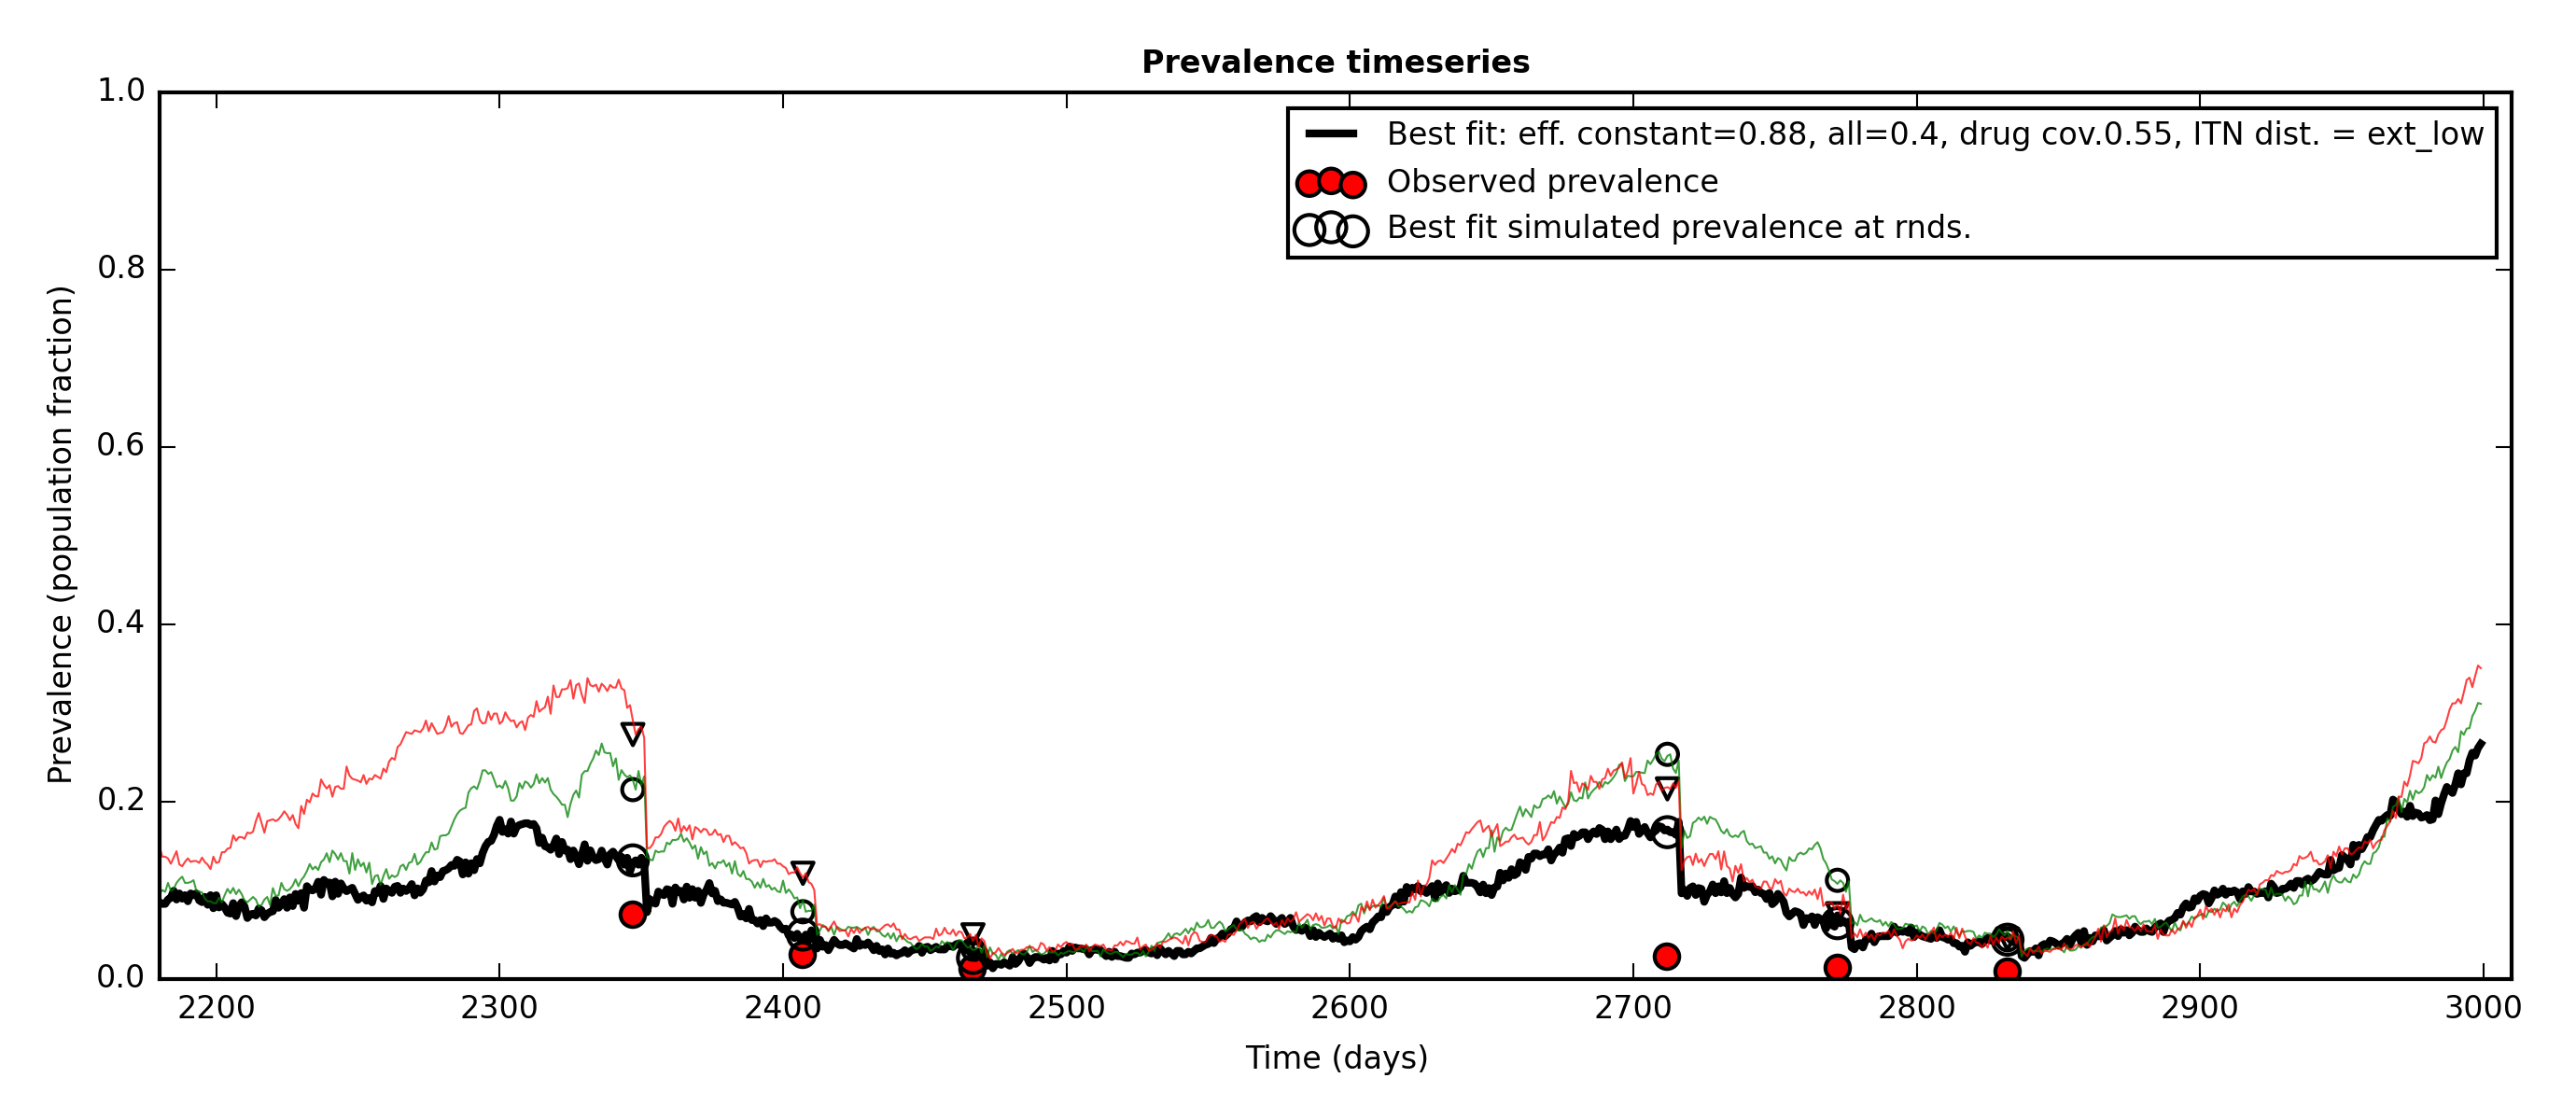 Prevalence timeseries
1.0
0.8
0.6
0.4
0.2
0.0
Prevalence (population fraction)
Best fit: eff. constant=0.88, all=0.4, drug cov.0.55, ITN dist. = ext_low
Observed prevalence
Best fit simulated prevalence at rnds.
2200 2300 2400 2500 2600 2700 2800 2900 3000
Time (days)